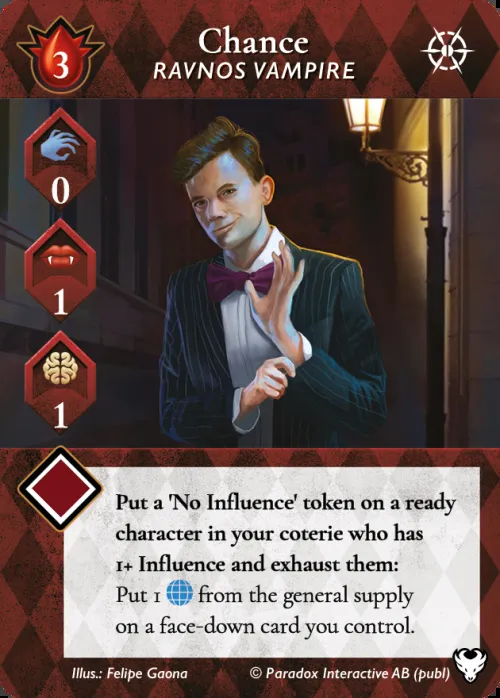 3
Chance
RAVNOS VAMPIRE
0
1
1
Put a 'No Influence' token on a ready
character in your coterie who has
1+ Influence and exhaust them:
Put 1 from the general supply
on a face-down card you control.
Illus.: Felipe Gaona
© Paradox Interactive AB (publ)